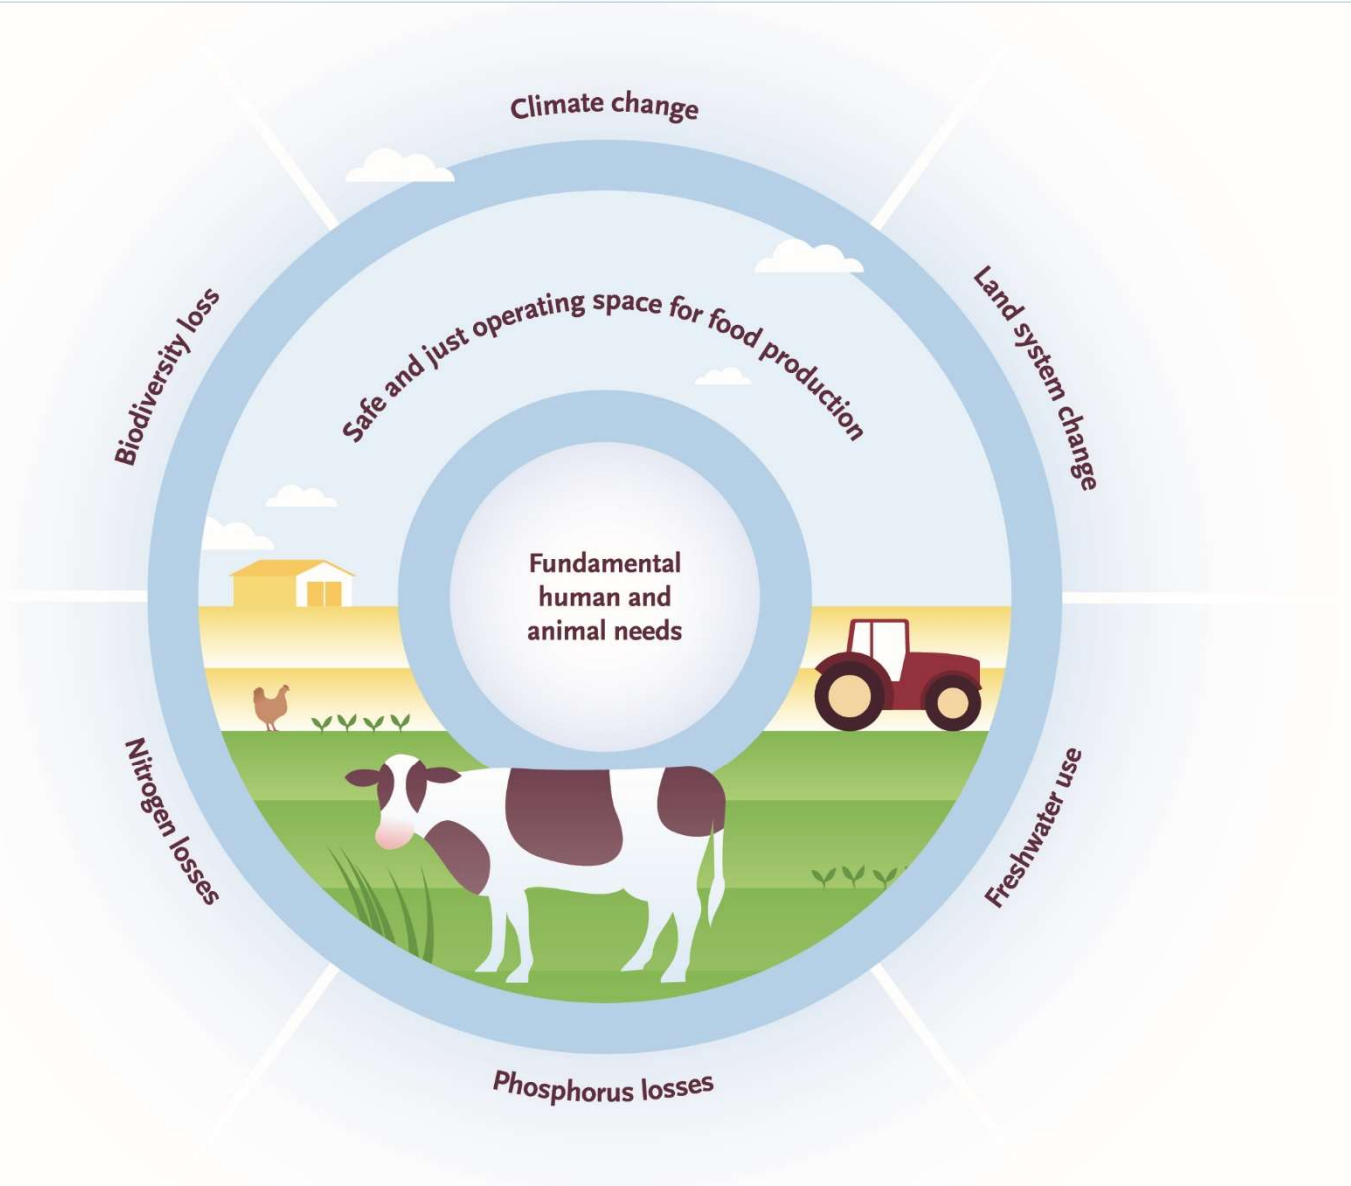 Climate change
Land system change
Freshwater use
Phosphorus losses
Nitrogen losses
Biodiversity loss
Safe and just operating space for food production
Fundamental
human and
animal needs